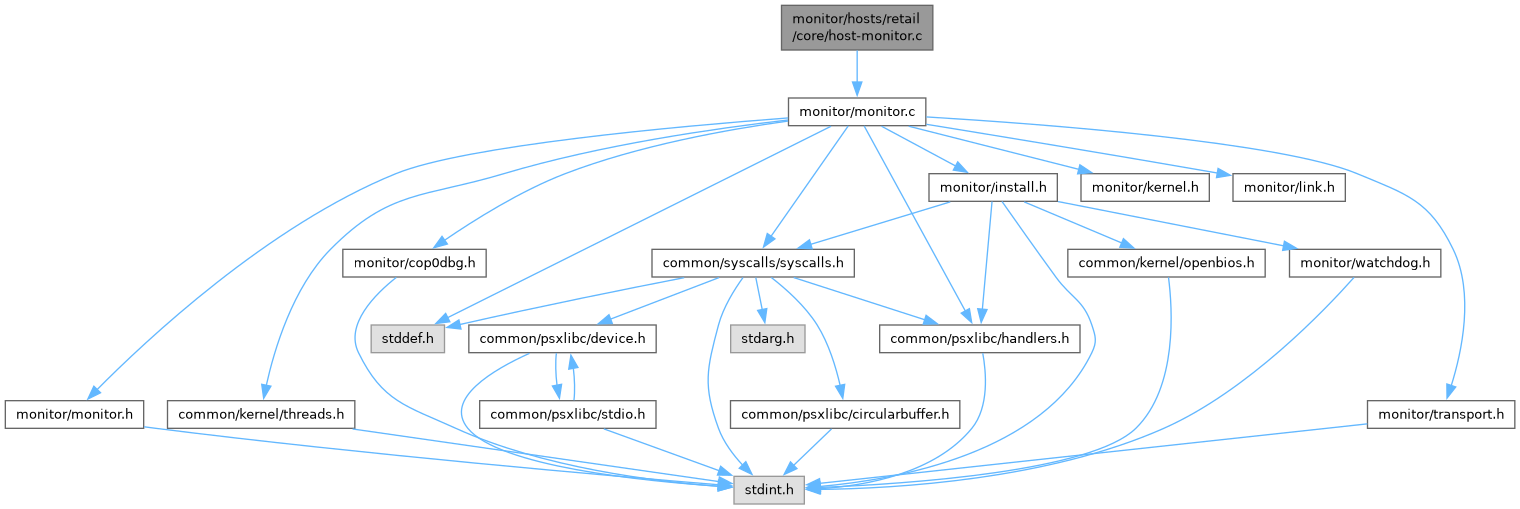 monitor/hosts/retail
/core/host-monitor.c
monitor/monitor.c
monitor/install.h
monitor/kernel.h
monitor/link.h
monitor/cop0dbg.h
common/syscalls/syscalls.h
common/kernel/openbios.h
monitor/watchdog.h
stddef.h
common/psxlibc/device.h
stdarg.h
common/psxlibc/handlers.h
monitor/monitor.h
common/kernel/threads.h
common/psxlibc/stdio.h
common/psxlibc/circularbuffer.h
monitor/transport.h
stdint.h